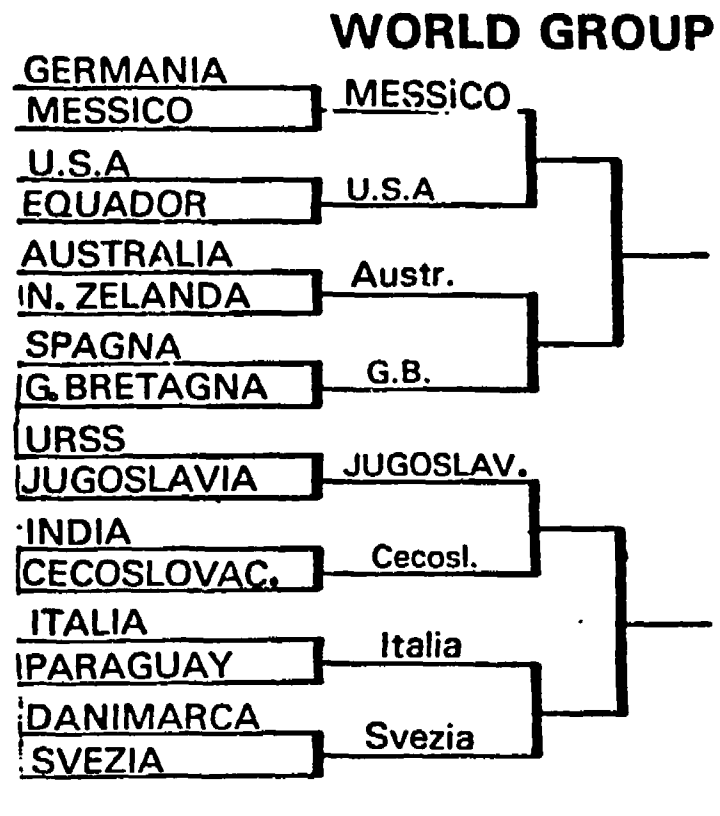 WORLD GROUP
GERMANIA
MESSICO
MESSiCO
U.S.A
EQUADOR
U.S.A
AUSTRALIA
N. ZELANDA
Austr.
SPAGNA
G. BRETAGNA
G.B.
URSS
JUGOSLAVIA
JUGOSLAV.
INDIA
CECOSLOVAC.
Cecosl.
ITALIA
PARAGUAY
Italia
DANIMARCA
SVEZIA
Svezia